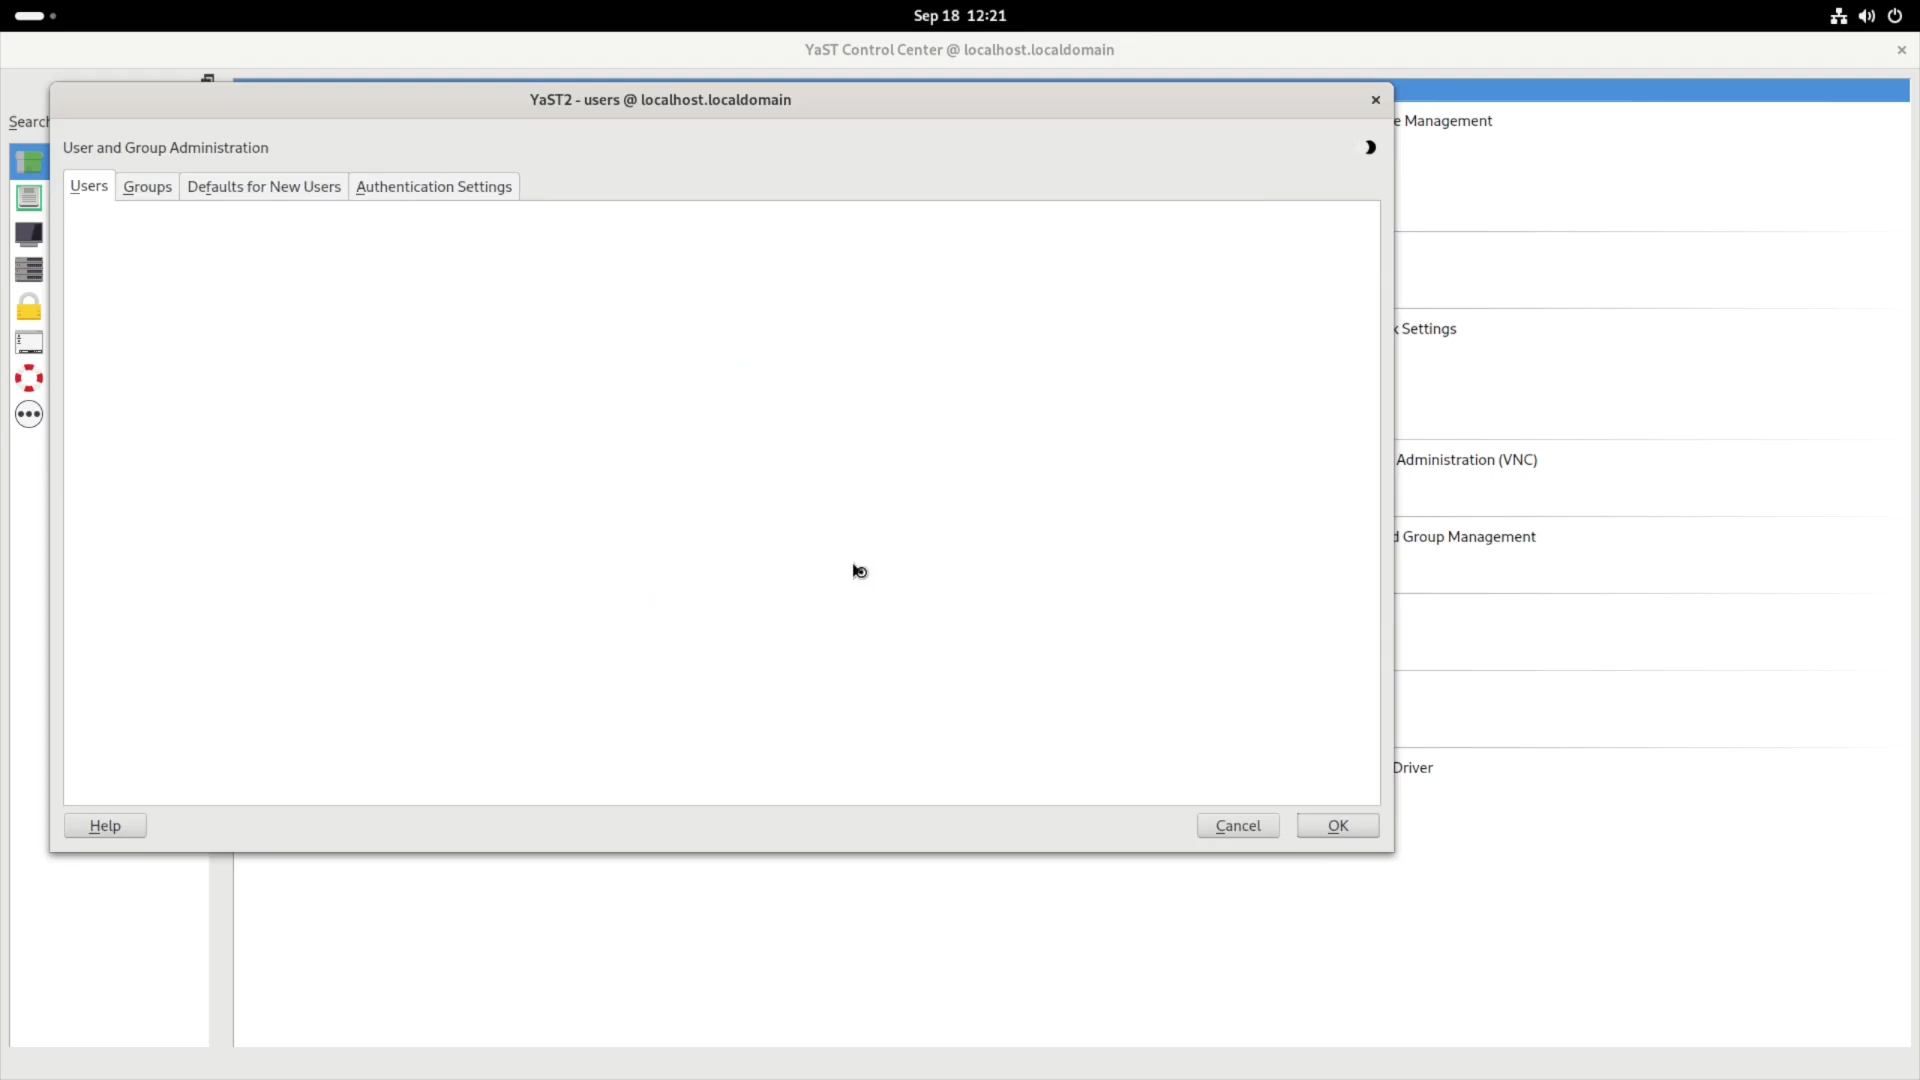 Sep 18 12:21
YaST Control Center @ localhost.localdomain
YaST2 - users @ localhost.localdomain
Search
e Management
User and Group Administration
Users
Groups
Defaults for New Users
Authentication Settings
k Settings
Administration (VNC)
d Group Management
Driver
Help
Cancel
OK